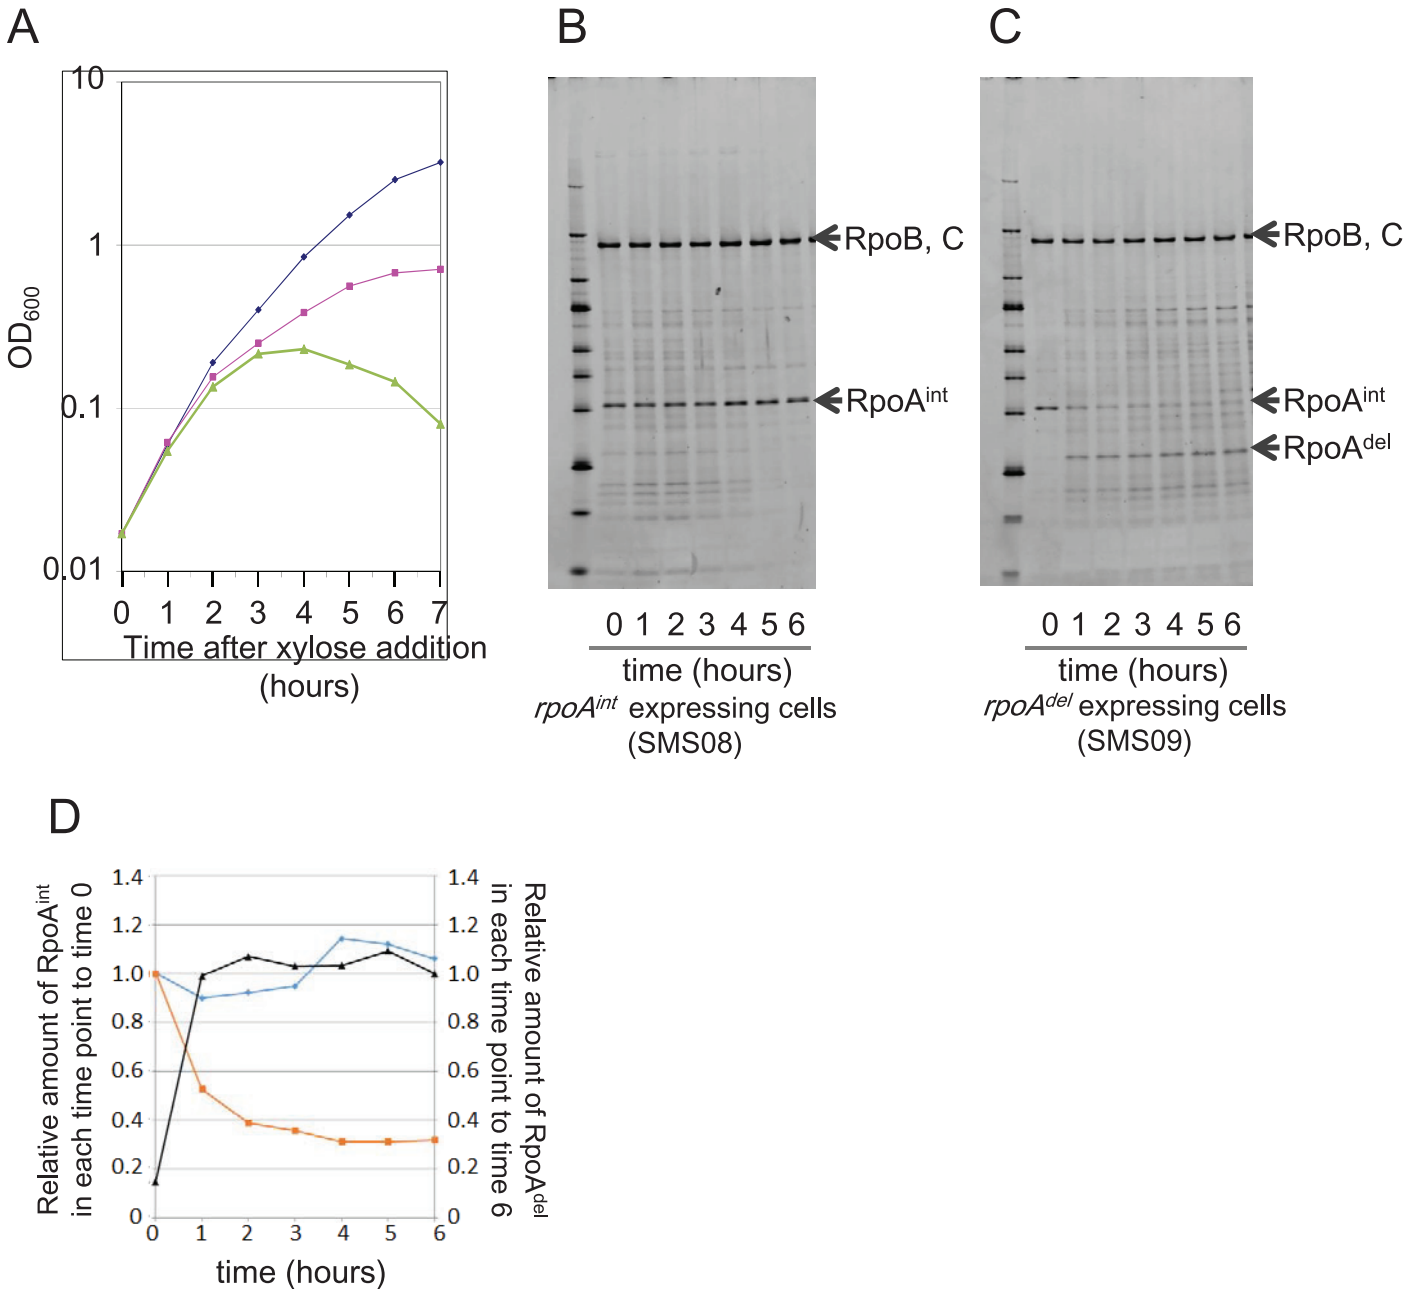 A
10
1
0.1
0.01
OD600
0 1 2 3 4 5 6 7
Time after xylose addition
(hours)
B
RpoB, C
RpoAint
0 1 2 3 4 5 6
time (hours)
rpoAint expressing cells
(SMS08)
C
RpoB, C
RpoAint
RpoAdel
0 1 2 3 4 5 6
time (hours)
rpoAdel expressing cells
(SMS09)
D
Relative amount of RpoAint
in each time point to time 0
1.4
1.2
1.0
0.8
0.6
0.4
0.2
0
1.4
1.2
1.0
0.8
0.6
0.4
0.2
0
Relative amount of RpoAdel
in each time point to time 6
0 1 2 3 4 5 6
time (hours)